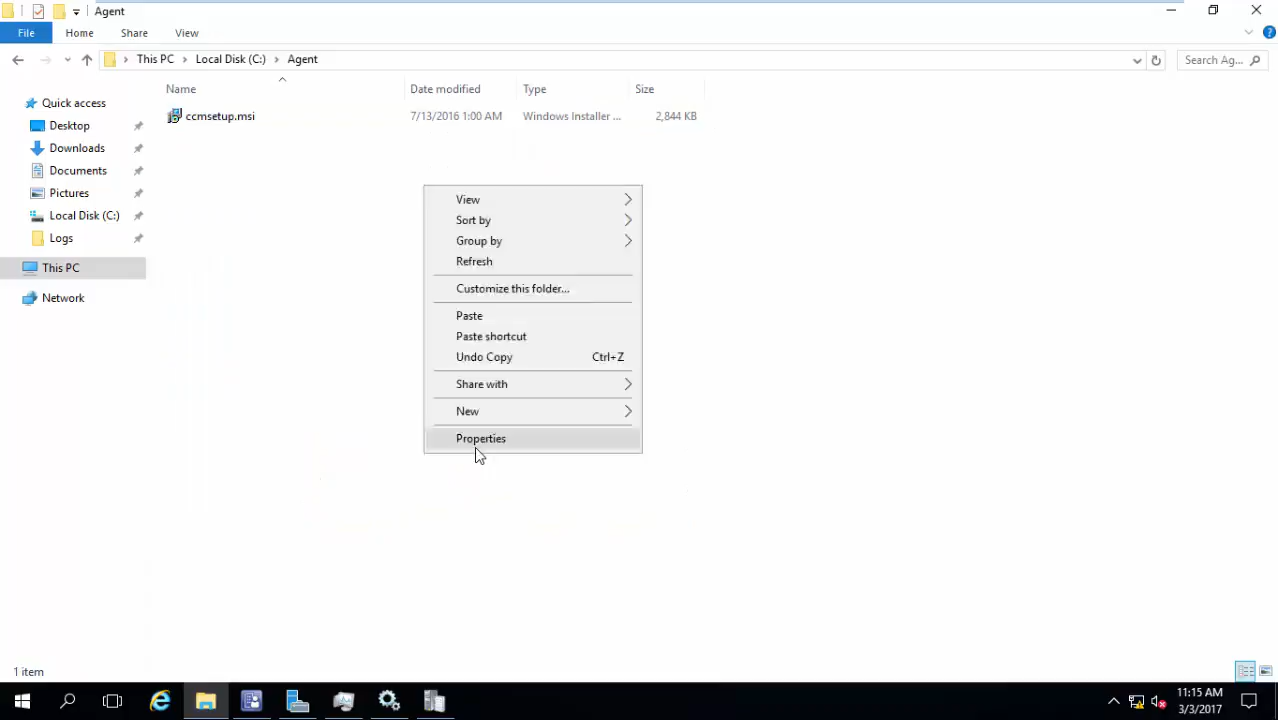 Agent
File Home Share View
This PC Local Disk (C:) Agent
Search Ag...
Name Date modified Type Size
ccmsetup.msi 7/13/2016 1:00 AM Windows Installer ... 2,844 KB
Quick access
Desktop
Downloads
Documents
Pictures
Local Disk (C:)
Logs
This PC
Network
View
Sort by
Group by
Refresh
Customize this folder...
Paste
Paste shortcut
Undo Copy Ctrl+Z
Share with
New
Properties
1 item
11:15 AM
3/3/2017